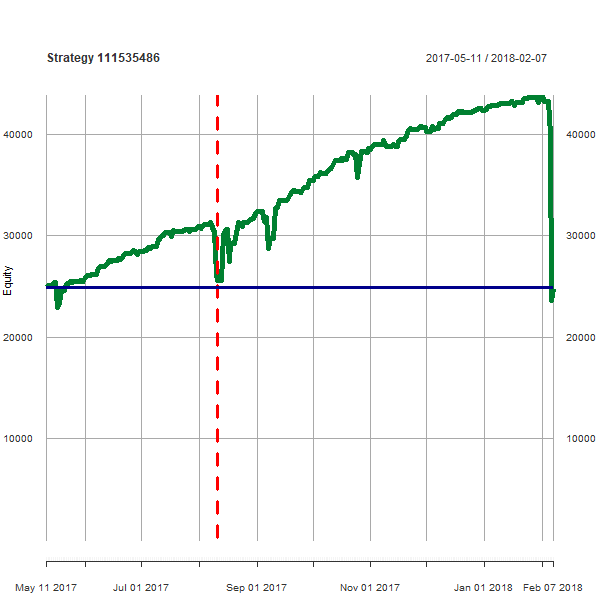 Strategy 111535486
2017-05-11 / 2018-02-07
40000
40000
30000
30000
Equity
20000
20000
10000
10000
May 11 2017
Jul 01 2017
Sep 01 2017
Nov 01 2017
Jan 01 2018
Feb 07 2018